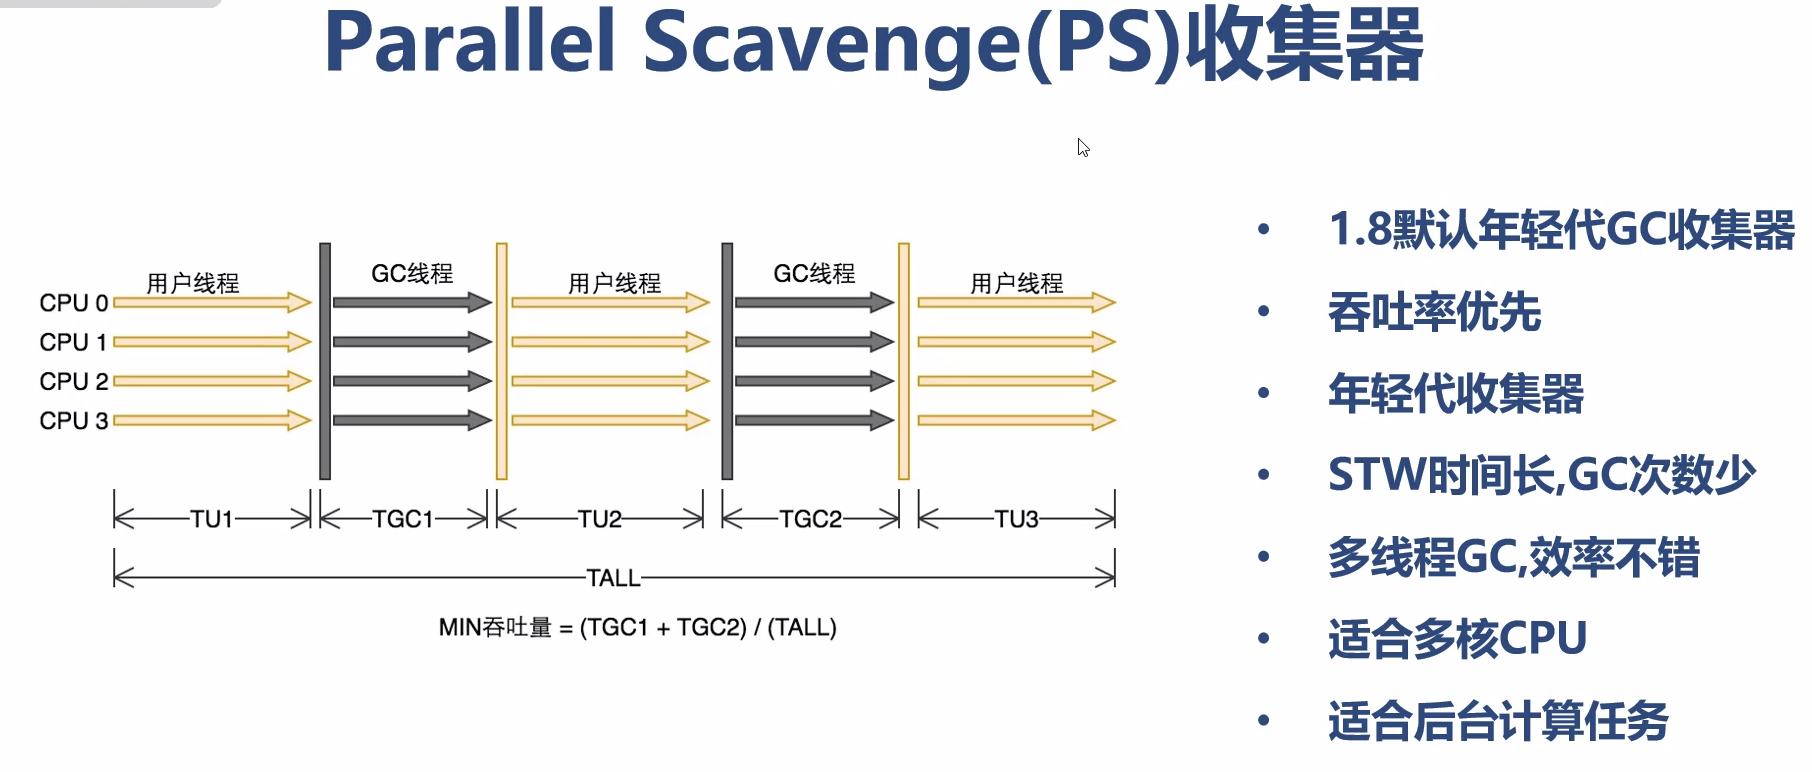 Parallel Scavenge(PS)收集器
用户线程
GC线程
用户线程
GC线程
用户线程
CPU 0
CPU 1
CPU 2
CPU 3
TU1
TGC1
TU2
TGC2
TU3
TALL
MIN吞吐量 = (TGC1 + TGC2) / (TALL)
• 1.8默认年轻代GC收集器
• 吞吐率优先
• 年轻代收集器
• STW时间长,GC次数少
• 多线程GC,效率不错
• 适合多核CPU
• 适合后台计算任务